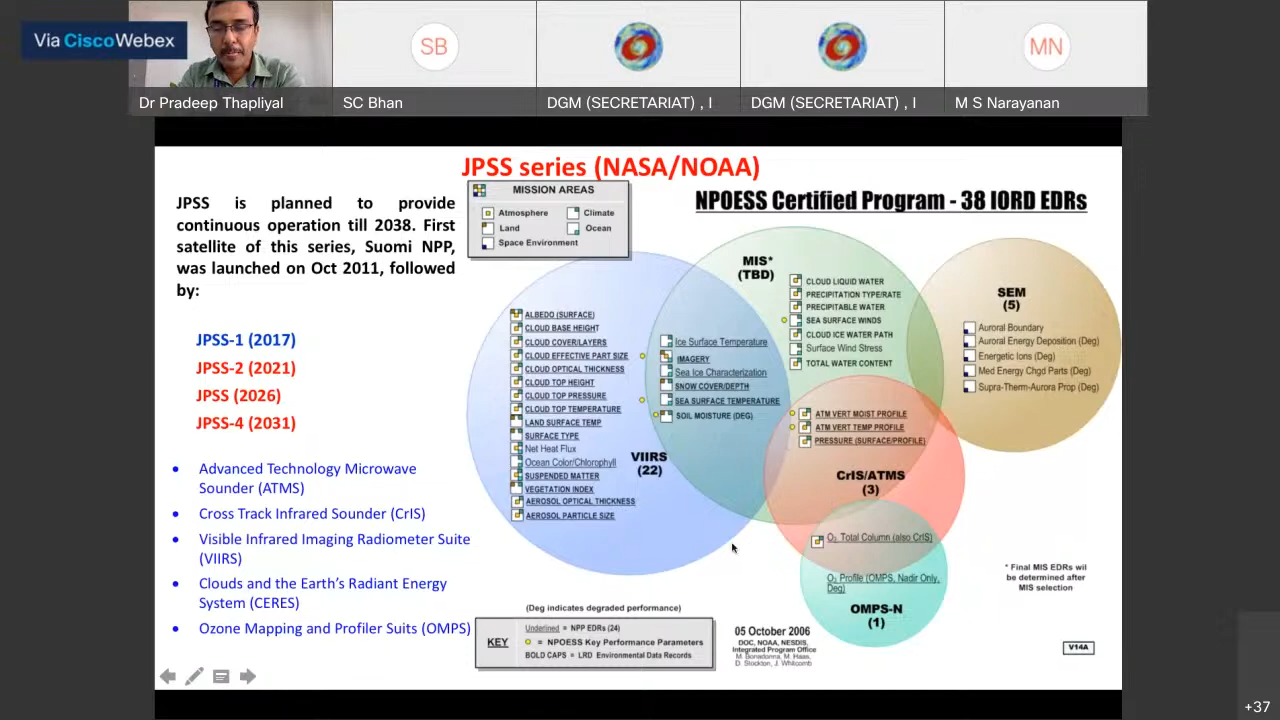 Via CiscoWebex
SB
MN
Dr Pradeep Thapliyal
SC Bhan
DGM (SECRETARIAT) , I
DGM (SECRETARIAT) , I
M S Narayanan
JPSS series (NASA/NOAA)
JPSS is planned to provide
continuous operation till 2038. First
satellite of this series, Suomi NPP,
was launched on Oct 2011, followed
by:
JPSS-1 (2017)
JPSS-2 (2021)
JPSS (2026)
JPSS-4 (2031)
• Advanced Technology Microwave
Sounder (ATMS)
• Cross Track Infrared Sounder (CrIS)
• Visible Infrared Imaging Radiometer Suite
(VIIRS)
• Clouds and the Earth's Radiant Energy
System (CERES)
• Ozone Mapping and Profiler Suits (OMPS)
MISSION AREAS
Atmosphere
Climate
Land
Ocean
Space Environment
NPOESS Certified Program - 38 IORD EDRs
ALBEDO (SURFACE)
CLOUD BASE HEIGHT
CLOUD COVER/LAYERS
CLOUD EFFECTIVE PART SIZE
CLOUD OPTICAL THICKNESS
CLOUD TOP HEIGHT
CLOUD TOP PRESSURE
CLOUD TOP TEMPERATURE
LAND SURFACE TEMP
SURFACE TYPE
Net Heat Flux
Ocean Color/Chlorophyll
SUSPENDED MATTER
VEGETATION INDEX
AEROSOL OPTICAL THICKNESS
AEROSOL PARTICLE SIZE
VIIRS
(22)
Ice Surface Temperature
IMAGERY
Sea Ice Characterization
SNOW COVER/DEPTH
SEA SURFACE TEMPERATURE
SOIL MOISTURE (DEG)
MIS*
(TBD)
CLOUD LIQUID WATER
PRECIPITATION TYPE/RATE
PRECIPITABLE WATER
SEA SURFACE WINDS
CLOUD ICE WATER PATH
Surface Wind Stress
TOTAL WATER CONTENT
SEM
(5)
Auroral Boundary
Auroral Energy Deposition (Deg)
Energetic Ions (Deg)
Med Energy Chgd Parts (Deg)
Supra-Therm-Aurora Prop (Deg)
ATM VERT MOIST PROFILE
ATM VERT TEMP PROFILE
PRESSURE (SURFACE/PROFILE)
CrIS/ATMS
(3)
O₃ Total Column (also CrIS)
O₃ Profile (OMPS, Nadir Only,
Deg)
OMPS-N
(1)
* Final MIS EDRs will
be determined after
MIS selection
(Deg indicates degraded performance)
KEY
Underlined = NPP EDRs (24)
= NPOESS Key Performance Parameters
BOLD CAPS = LRD Environmental Data Records
05 October 2006
DOC, NOAA, NESDIS,
Integrated Program Office
M. Bonadonna, M. Haas,
D. Stockton, J. Whitcomb
V14A
+37